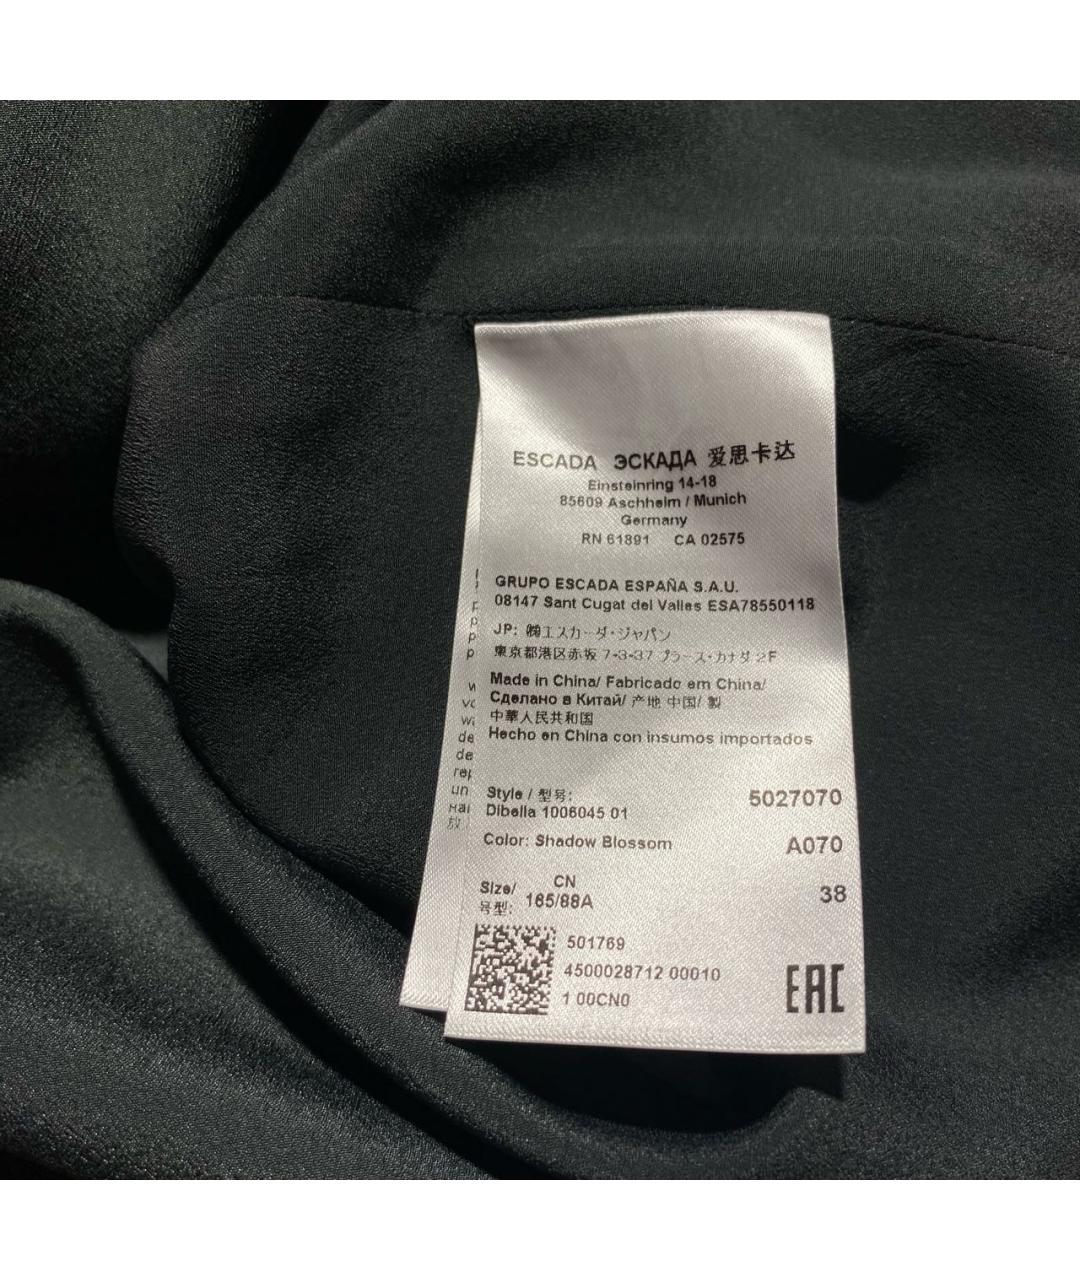 ESCADA ЭСКАДА 爱思卡达
Einsteinring 14-18
85609 Aschheim / Munich
Germany
RN 61891 CA 02575
GRUPO ESCADA ESPAÑA S.A.U.
08147 Sant Cugat del Valles ESA78550118
JP: ㈱エスカーダ・ジャパン
東京都港区赤坂 7-3-37 プラース・カナダ 2F
Made in China/ Fabricado em China/
Сделано в Китай/ 产地 中国/ 製
中華人民共和国
Hecho en China con insumos importados
Style / 型号: 5027070
Dibella 1006045 01
Color: Shadow Blossom A070
Size/ CN
号型: 165/88A 38
501769
4500028712 00010
1 00CN0
EAC
de
de
un
放